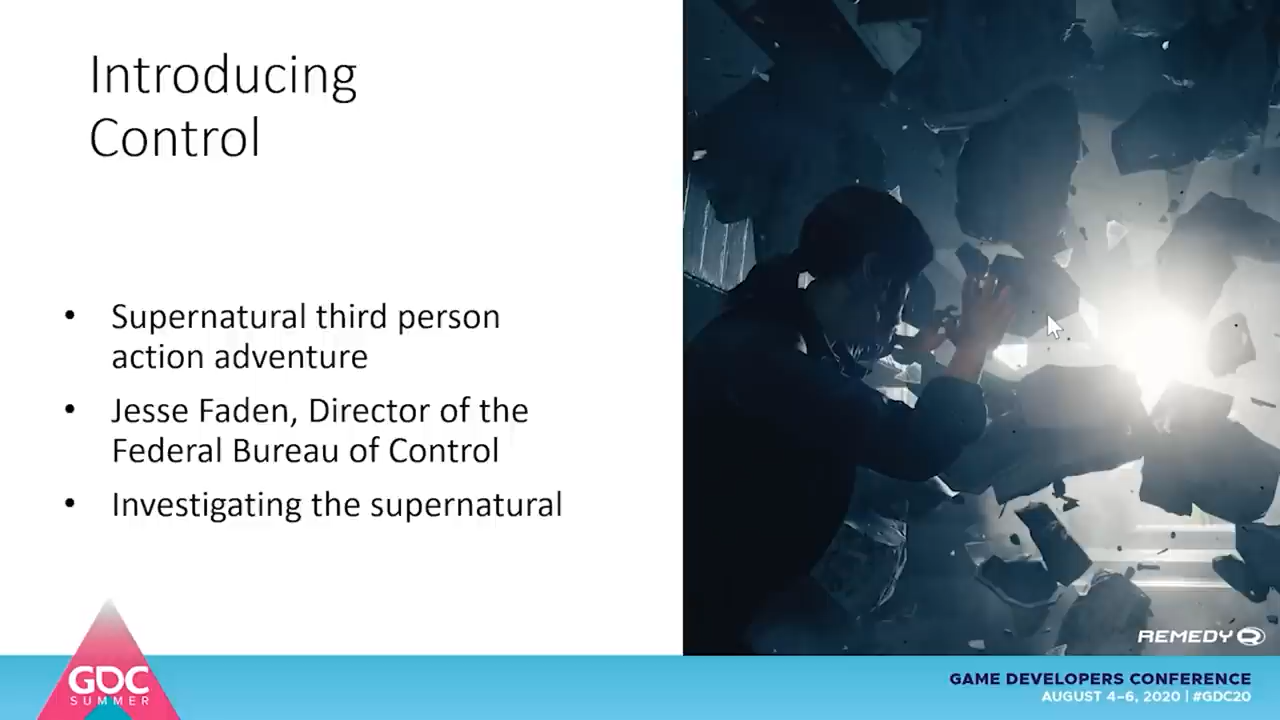 Introducing
Control
• Supernatural third person
action adventure
• Jesse Faden, Director of the
Federal Bureau of Control
• Investigating the supernatural
REMEDY
GDC
SUMMER
GAME DEVELOPERS CONFERENCE
AUGUST 4–6, 2020 | #GDC20